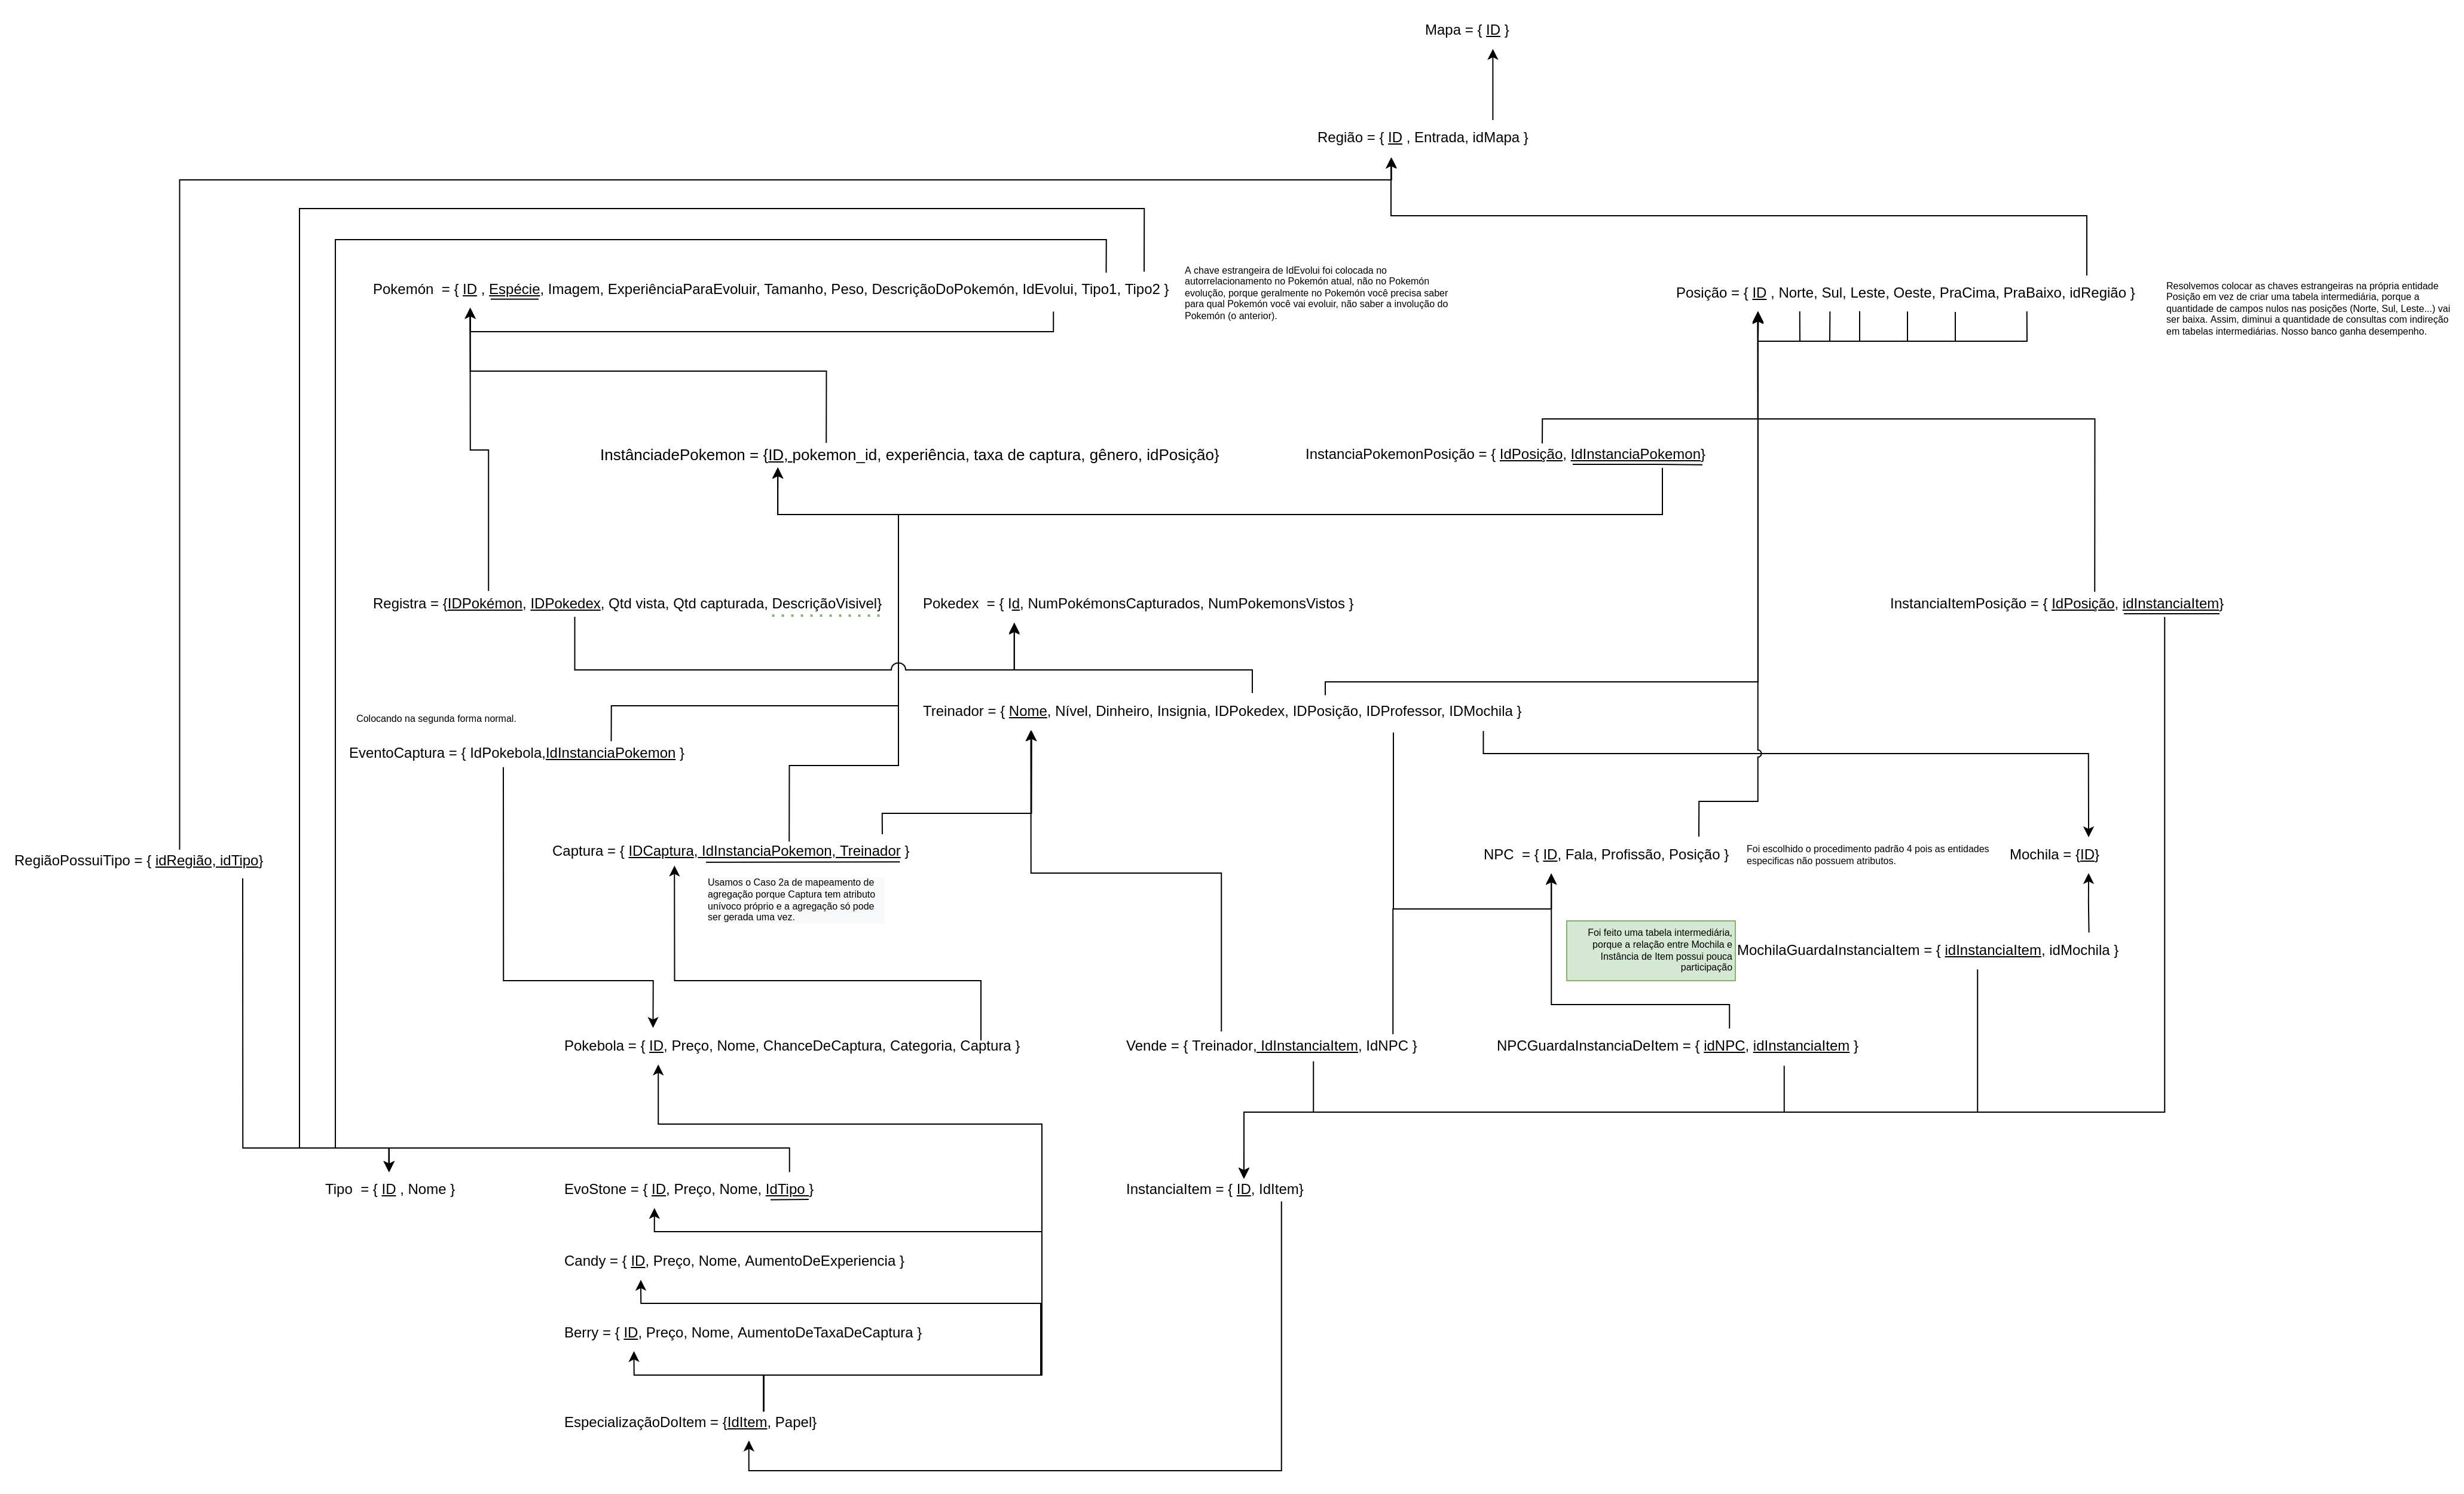 Mapa = { ID }
Região = { ID , Entrada, idMapa }
Pokemón  = { ID , Espécie, Imagem, ExperiênciaParaEvoluir, Tamanho, Peso, DescriçãoDoPokemón, IdEvolui, Tipo1, Tipo2 }
A chave estrangeira de IdEvolui foi colocada no
autorrelacionamento no Pokemón atual, não no Pokemón
evolução, porque geralmente no Pokemón você precisa saber
para qual Pokemón você vai evoluir, não saber a involução do
Pokemón (o anterior).
Posição = { ID , Norte, Sul, Leste, Oeste, PraCima, PraBaixo, idRegião }
Resolvemos colocar as chaves estrangeiras na própria entidade
Posição em vez de criar uma tabela intermediária, porque a
quantidade de campos nulos nas posições (Norte, Sul, Leste...) vai
ser baixa. Assim, diminui a quantidade de consultas com indireção
em tabelas intermediárias. Nosso banco ganha desempenho.
InstânciadePokemon = {ID, pokemon_id, experiência, taxa de captura, gênero, idPosição}
InstanciaPokemonPosição = { IdPosição, IdInstanciaPokemon}
Registra = {IDPokémon, IDPokedex, Qtd vista, Qtd capturada, DescriçãoVisivel}
Pokedex  = { Id, NumPokémonsCapturados, NumPokemonsVistos }
InstanciaItemPosição = { IdPosição, idInstanciaItem}
Treinador = { Nome, Nível, Dinheiro, Insignia, IDPokedex, IDPosição, IDProfessor, IDMochila }
Colocando na segunda forma normal.
EventoCaptura = { IdPokebola,IdInstanciaPokemon }
Captura = { IDCaptura, IdInstanciaPokemon, Treinador }
Usamos o Caso 2a de mapeamento de
agregação porque Captura tem atributo
unívoco próprio e a agregação só pode
ser gerada uma vez.
RegiãoPossuiTipo = { idRegião, idTipo}
NPC  = { ID, Fala, Profissão, Posição }
Foi escolhido o procedimento padrão 4 pois as entidades
especificas não possuem atributos.
Mochila = {ID}
Foi feito uma tabela intermediária,
porque a relação entre Mochila e
Instância de Item possui pouca
participação
MochilaGuardaInstanciaItem = { idInstanciaItem, idMochila }
Pokebola = { ID, Preço, Nome, ChanceDeCaptura, Categoria, Captura }
Vende = { Treinador, IdInstanciaItem, IdNPC }
NPCGuardaInstanciaDeItem = { idNPC, idInstanciaItem }
Tipo  = { ID , Nome }
EvoStone = { ID, Preço, Nome, IdTipo }
InstanciaItem = { ID, IdItem}
Candy = { ID, Preço, Nome, AumentoDeExperiencia }
Berry = { ID, Preço, Nome, AumentoDeTaxaDeCaptura }
EspecializaçãoDoItem = {IdItem, Papel}